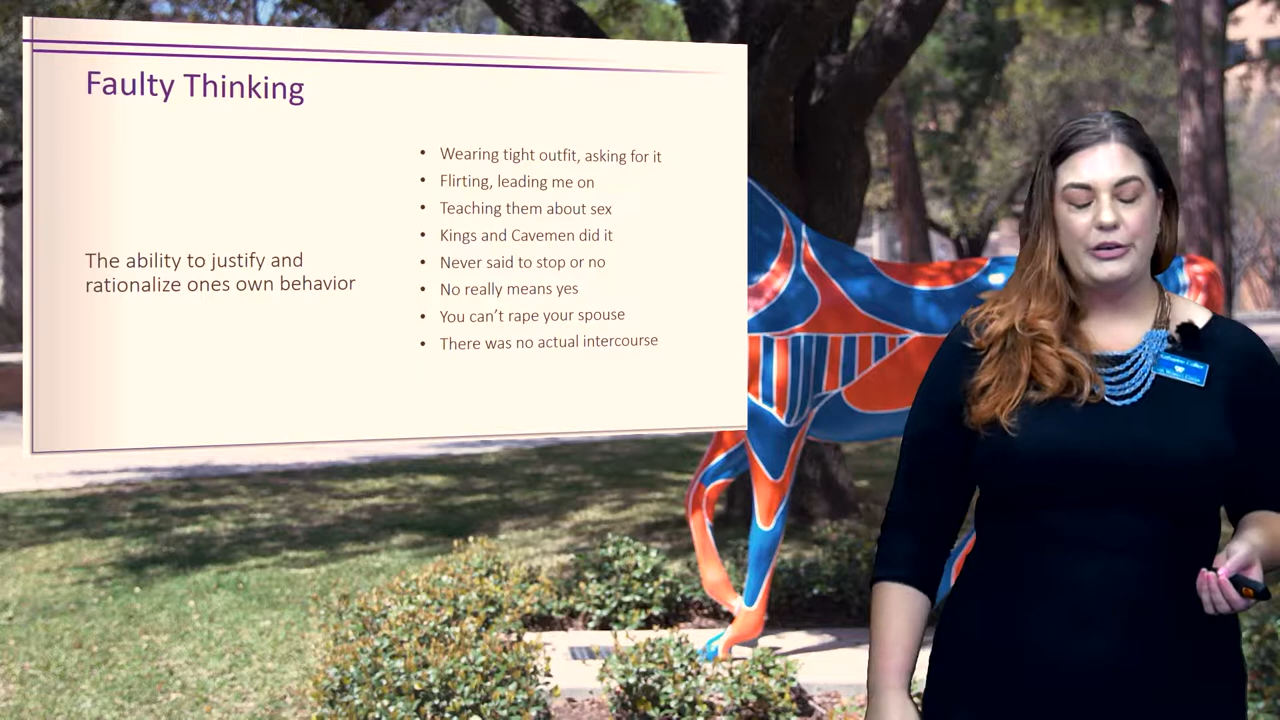 Faulty Thinking
The ability to justify and
rationalize ones own behavior
• Wearing tight outfit, asking for it
• Flirting, leading me on
• Teaching them about sex
• Kings and Cavemen did it
• Never said to stop or no
• No really means yes
• You can't rape your spouse
• There was no actual intercourse